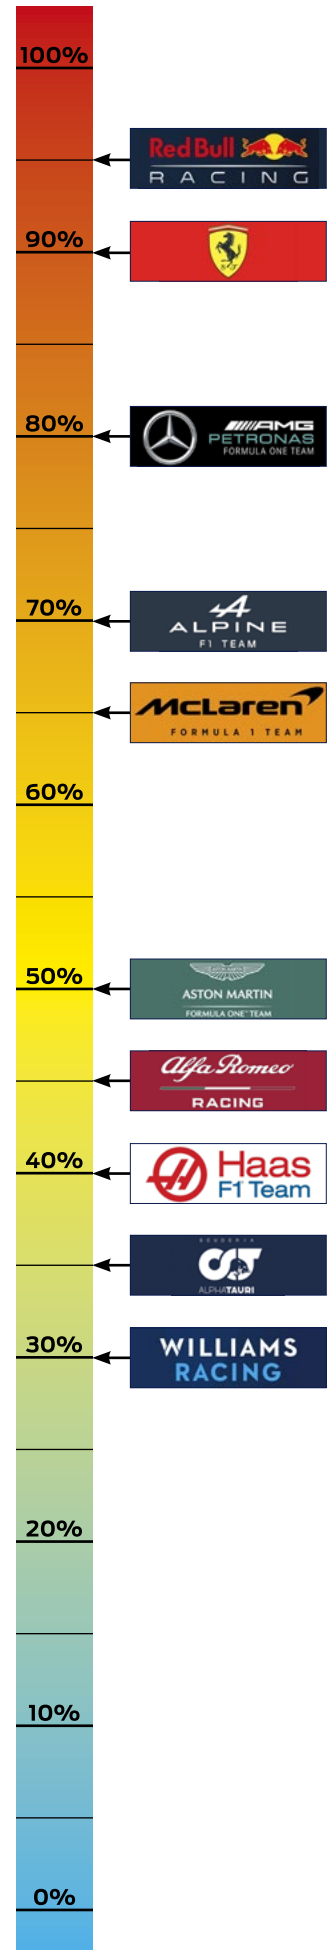 100%
Red Bull
RACING
90%
S F
80%
AMG
PETRONAS
FORMULA ONE TEAM
70%
ALPINE
F1 TEAM
McLaren
FORMULA 1 TEAM
60%
50%
ASTON MARTIN
ASTON MARTIN
FORMULA ONE™ TEAM
Alfa Romeo
RACING
40%
Haas
F1 Team
SCUDERIA
ALPHATAURI
30%
WILLIAMS
RACING
20%
10%
0%